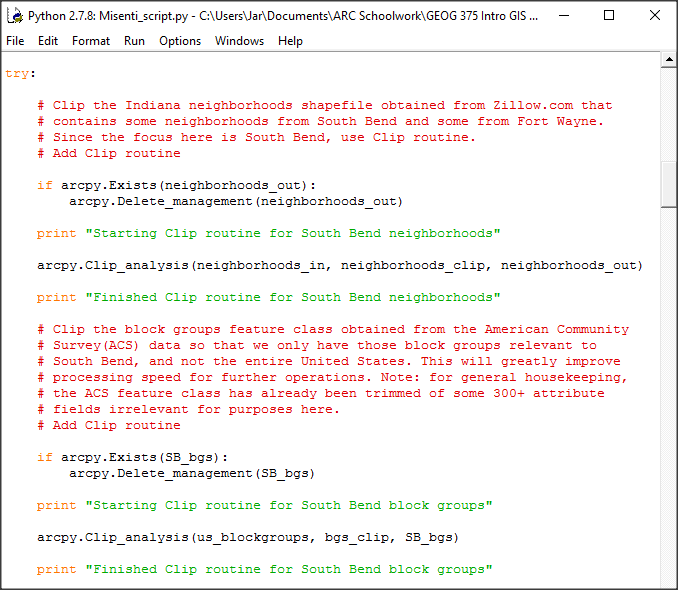 Python 2.7.8: Misenti_script.py - C:\Users\Jar\Documents\ARC Schoolwork\GEOG 375 Intro GIS ...
File Edit Format Run Options Windows Help
try:
# Clip the Indiana neighborhoods shapefile obtained from Zillow.com that
# contains some neighborhoods from South Bend and some from Fort Wayne.
# Since the focus here is South Bend, use Clip routine.
# Add Clip routine
if arcpy.Exists(neighborhoods_out):
arcpy.Delete_management(neighborhoods_out)
print "Starting Clip routine for South Bend neighborhoods"
arcpy.Clip_analysis(neighborhoods_in, neighborhoods_clip, neighborhoods_out)
print "Finished Clip routine for South Bend neighborhoods"
# Clip the block groups feature class obtained from the American Community
# Survey(ACS) data so that we only have those block groups relevant to
# South Bend, and not the entire United States. This will greatly improve
# processing speed for further operations. Note: for general housekeeping,
# the ACS feature class has already been trimmed of some 300+ attribute
# fields irrelevant for purposes here.
# Add Clip routine
if arcpy.Exists(SB_bgs):
arcpy.Delete_management(SB_bgs)
print "Starting Clip routine for South Bend block groups"
arcpy.Clip_analysis(us_blockgroups, bgs_clip, SB_bgs)
print "Finished Clip routine for South Bend block groups"